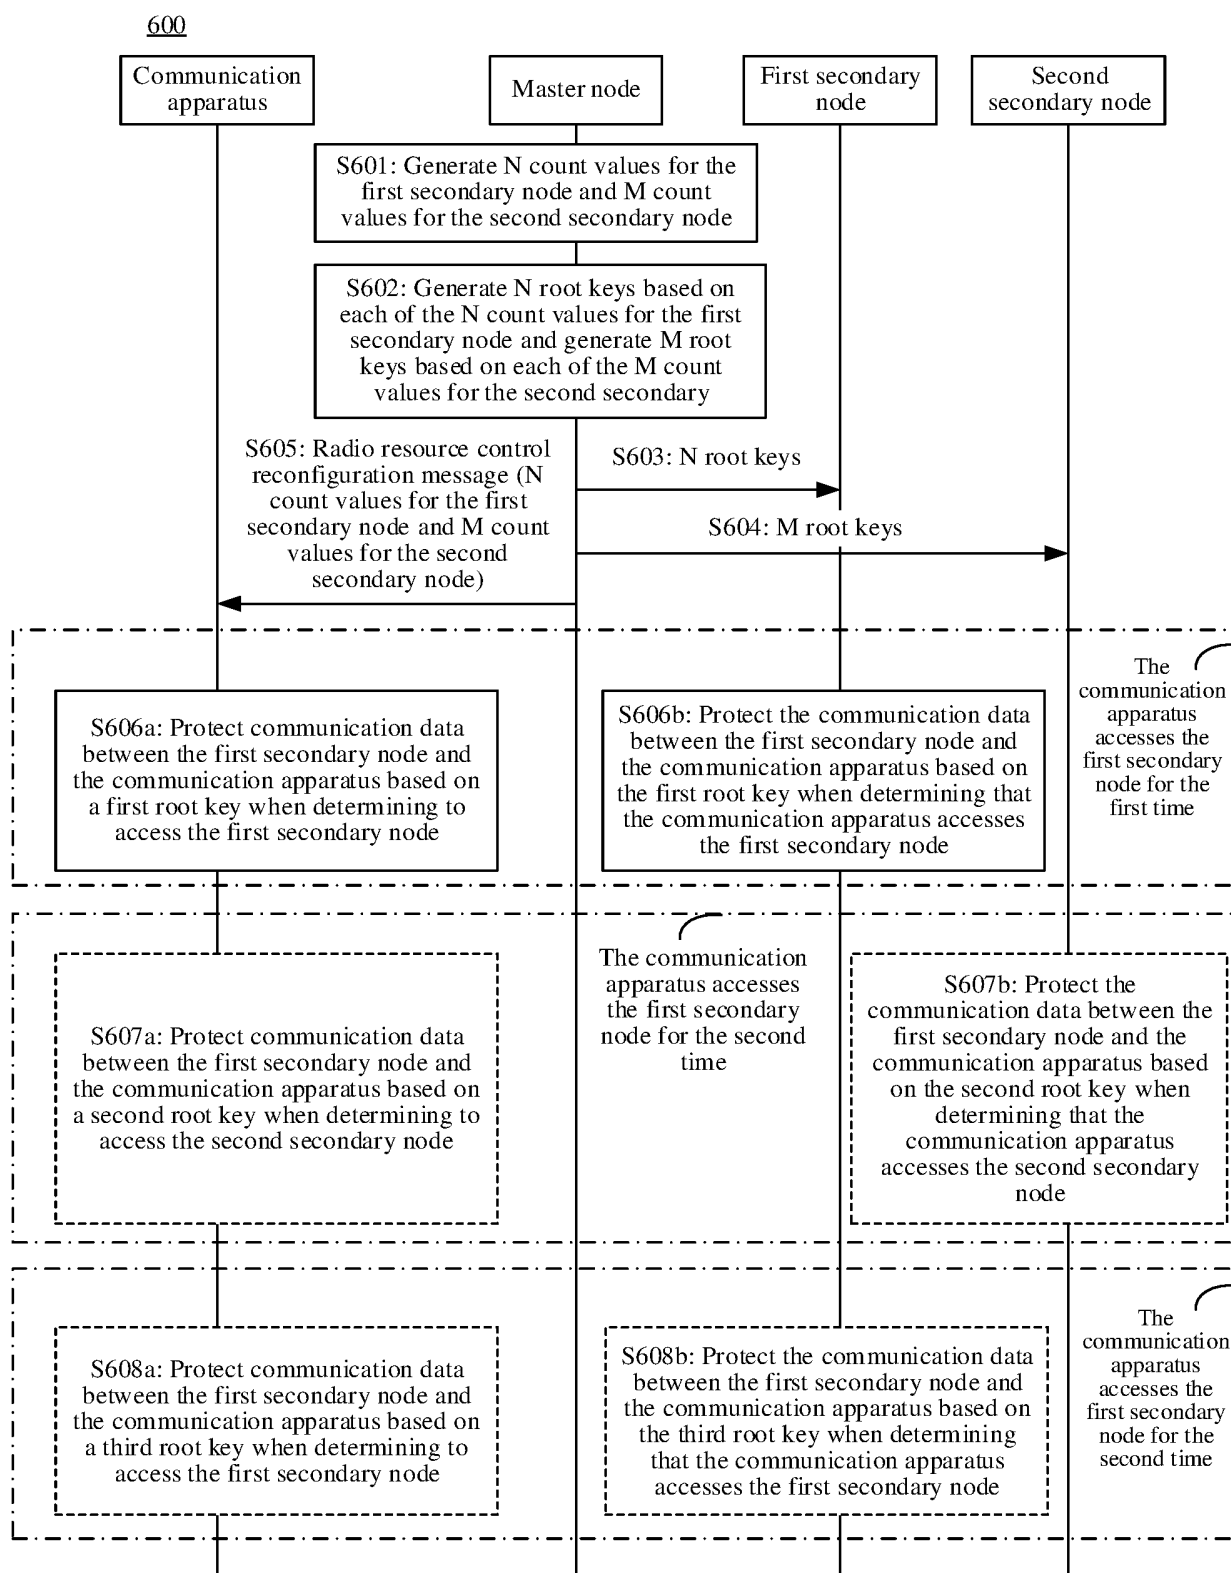 600
Communication
apparatus
Master node
First secondary
node
Second
secondary node
S601: Generate N count values for the
first secondary node and M count
values for the second secondary node
S602: Generate N root keys based on
each of the N count values for the first
secondary node and generate M root
keys based on each of the M count
values for the second secondary
S605: Radio resource control
reconfiguration message (N
count values for the first
secondary node and M count
values for the second
secondary node)
S603: N root keys
S604: M root keys
The
communication
apparatus
accesses the
first secondary
node for the
first time
S606a: Protect communication data
between the first secondary node and
the communication apparatus based on
a first root key when determining to
access the first secondary node
S606b: Protect the communication data
between the first secondary node and
the communication apparatus based on
the first root key when determining that
the communication apparatus accesses
the first secondary node
The communication
apparatus accesses
the first secondary
node for the second
time
S607a: Protect communication data
between the first secondary node and
the communication apparatus based on
a second root key when determining to
access the second secondary node
S607b: Protect the
communication data between the
first secondary node and the
communication apparatus based
on the second root key when
determining that the
communication apparatus
accesses the second secondary
node
The
communication
apparatus
accesses the
first secondary
node for the
second time
S608a: Protect communication data
between the first secondary node and
the communication apparatus based on
a third root key when determining to
access the first secondary node
S608b: Protect the communication data
between the first secondary node and
the communication apparatus based on
the third root key when determining
that the communication apparatus
accesses the first secondary node